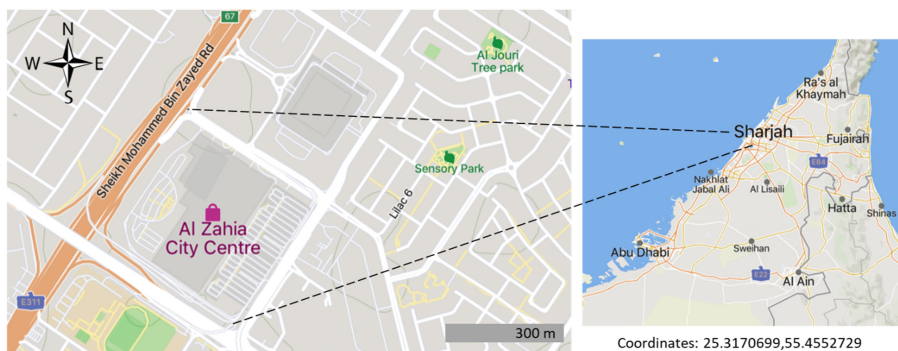 67
N
W E
S
Sheikh Mohammed Bin Zayed Rd
Al Jouri
Tree park
Sensory Park
Lilac 6
Al Zahia
City Centre
E311
300 m
Ra's al
Khaymah
Sharjah
Fujairah
E84
Nakhlat
Jabal Ali
Al Lisaili
Hatta
Shinas
Abu Dhabi
Sweihan
E22
Al Ain
Coordinates: 25.3170699,55.4552729